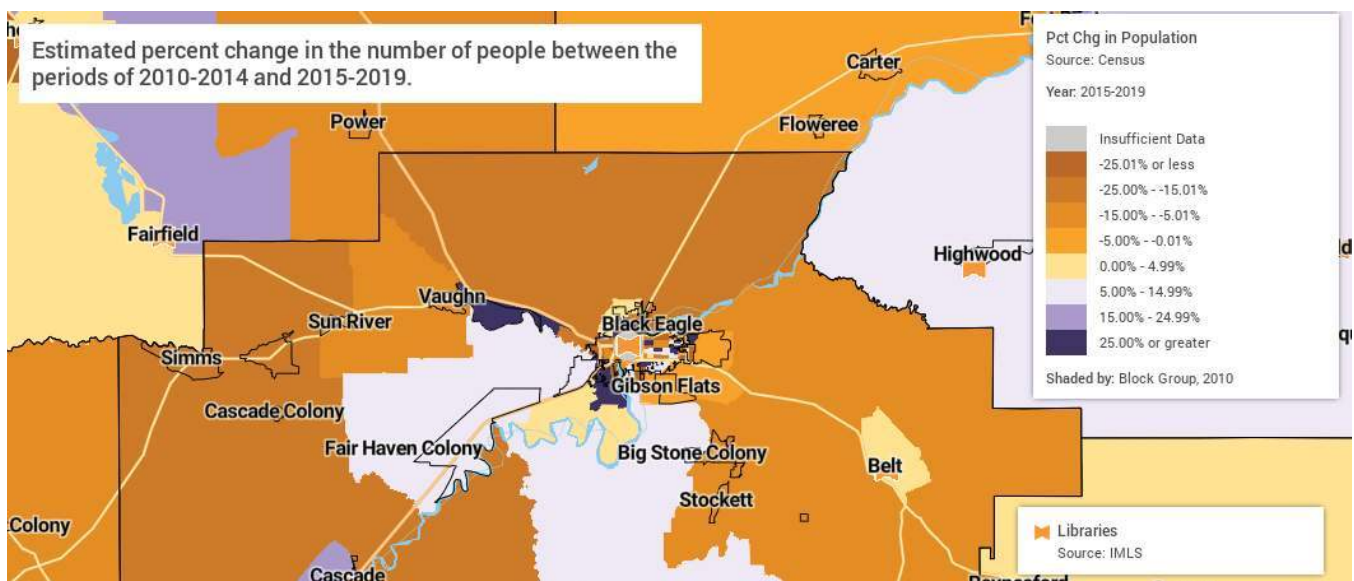 Estimated percent change in the number of people between the
periods of 2010-2014 and 2015-2019.
Pct Chg in Population
Source: Census
Year: 2015-2019
Insufficient Data
-25.01% or less
-25.00% - -15.01%
-15.00% - -5.01%
-5.00% - -0.01%
0.00% - 4.99%
5.00% - 14.99%
15.00% - 24.99%
25.00% or greater
Shaded by: Block Group, 2010
Carter
Power
Floweree
Fairfield
Highwood
Vaughn
Sun River
Black Eagle
Simms
Gibson Flats
Cascade Colony
Fair Haven Colony
Big Stone Colony
Belt
Stockett
Colony
Cascade
Libraries
Source: IMLS